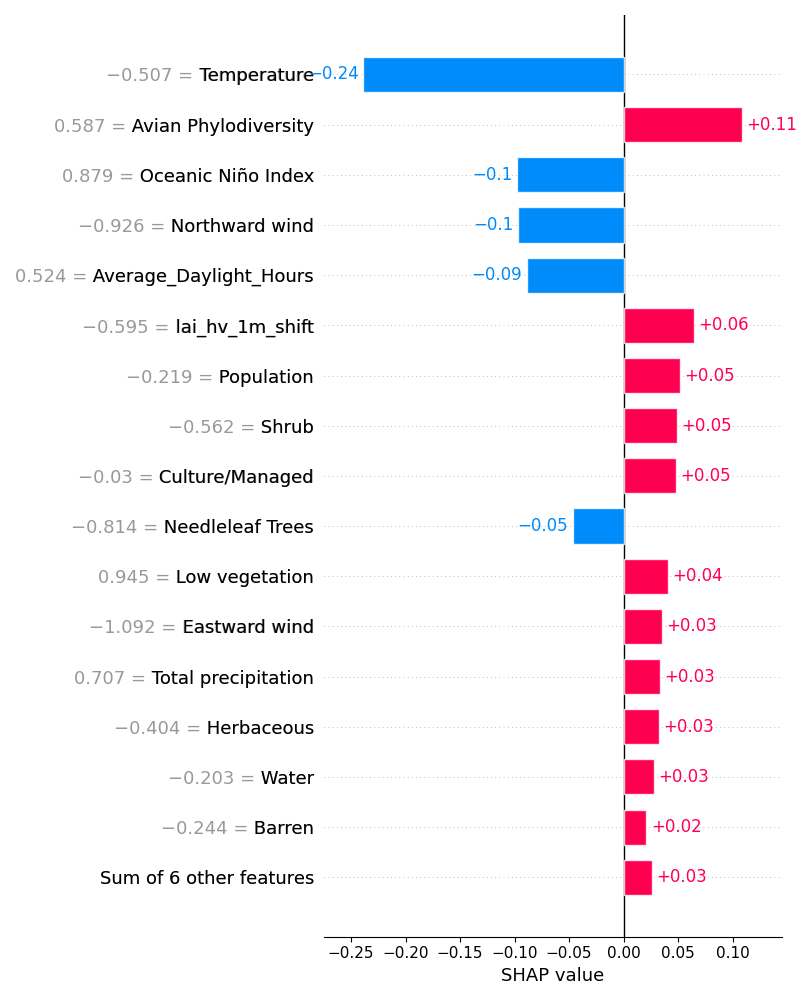 −0.507 = Temperature −0.24
0.587 = Avian Phylodiversity +0.11
0.879 = Oceanic Niño Index −0.1
−0.926 = Northward wind −0.1
0.524 = Average_Daylight_Hours −0.09
−0.595 = lai_hv_1m_shift +0.06
−0.219 = Population +0.05
−0.562 = Shrub +0.05
−0.03 = Culture/Managed +0.05
−0.814 = Needleleaf Trees −0.05
0.945 = Low vegetation +0.04
−1.092 = Eastward wind +0.03
0.707 = Total precipitation +0.03
−0.404 = Herbaceous +0.03
−0.203 = Water +0.03
−0.244 = Barren +0.02
Sum of 6 other features +0.03
−0.25 −0.20 −0.15 −0.10 −0.05 0.00 0.05 0.10
SHAP value